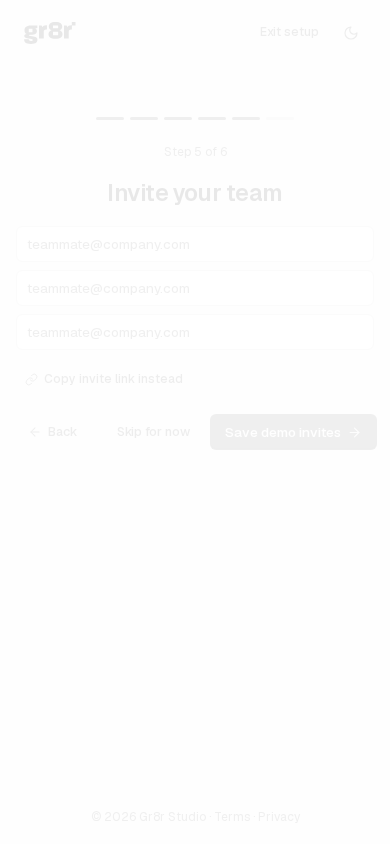 gr8r
Exit setup
Step 5 of 6
Invite your team
teammate@company.com
teammate@company.com
teammate@company.com
Copy invite link instead
Back
Skip for now
Save demo invites
© 2026 Gr8r Studio · Terms · Privacy